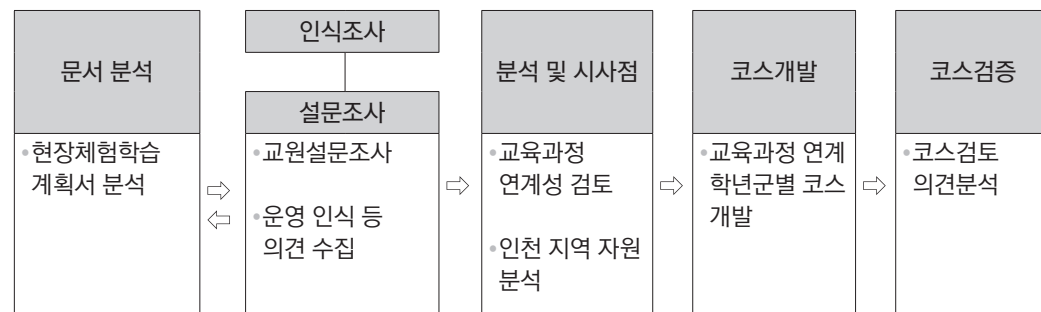 문서 분석
•현장체험학습
계획서 분석
인식조사
설문조사
•교원설문조사
•운영 인식 등
의견 수집
분석 및 시사점
•교육과정
연계성 검토
•인천 지역 자원
분석
코스개발
•교육과정 연계
학년군별 코스
개발
코스검증
•코스검토
의견분석